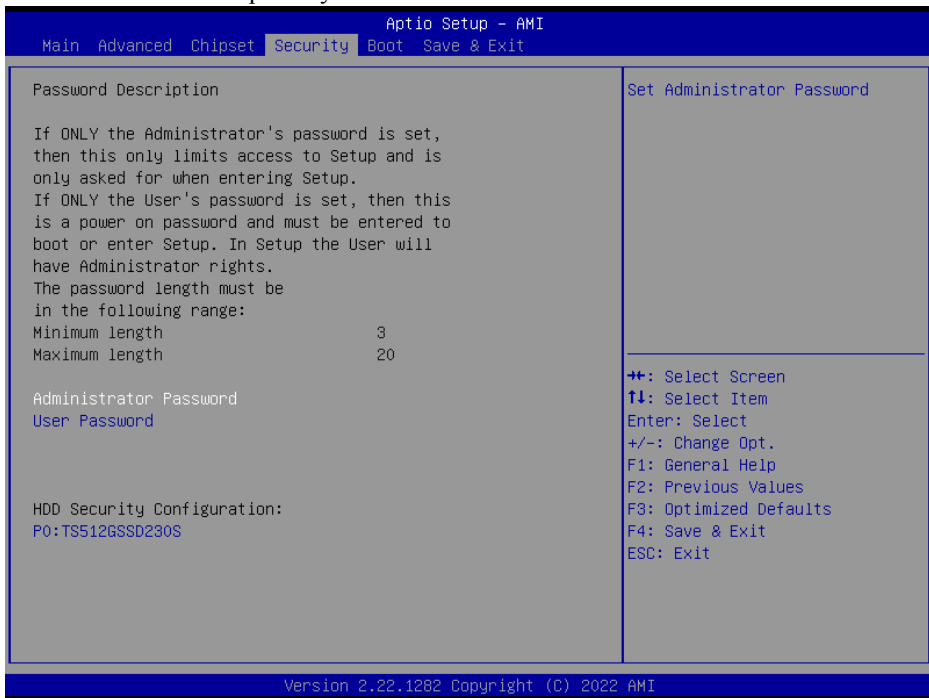 Aptio Setup – AMI
Main Advanced Chipset Security Boot Save & Exit
Password Description
If ONLY the Administrator's password is set,
then this only limits access to Setup and is
only asked for when entering Setup.
If ONLY the User's password is set, then this
is a power on password and must be entered to
boot or enter Setup. In Setup the User will
have Administrator rights.
The password length must be
in the following range:
Minimum length 3
Maximum length 20
Administrator Password
User Password
HDD Security Configuration:
P0:TS512GSSD230S
Set Administrator Password
→←: Select Screen
↑↓: Select Item
Enter: Select
+/-: Change Opt.
F1: General Help
F2: Previous Values
F3: Optimized Defaults
F4: Save & Exit
ESC: Exit
Version 2.22.1282 Copyright (C) 2022 AMI